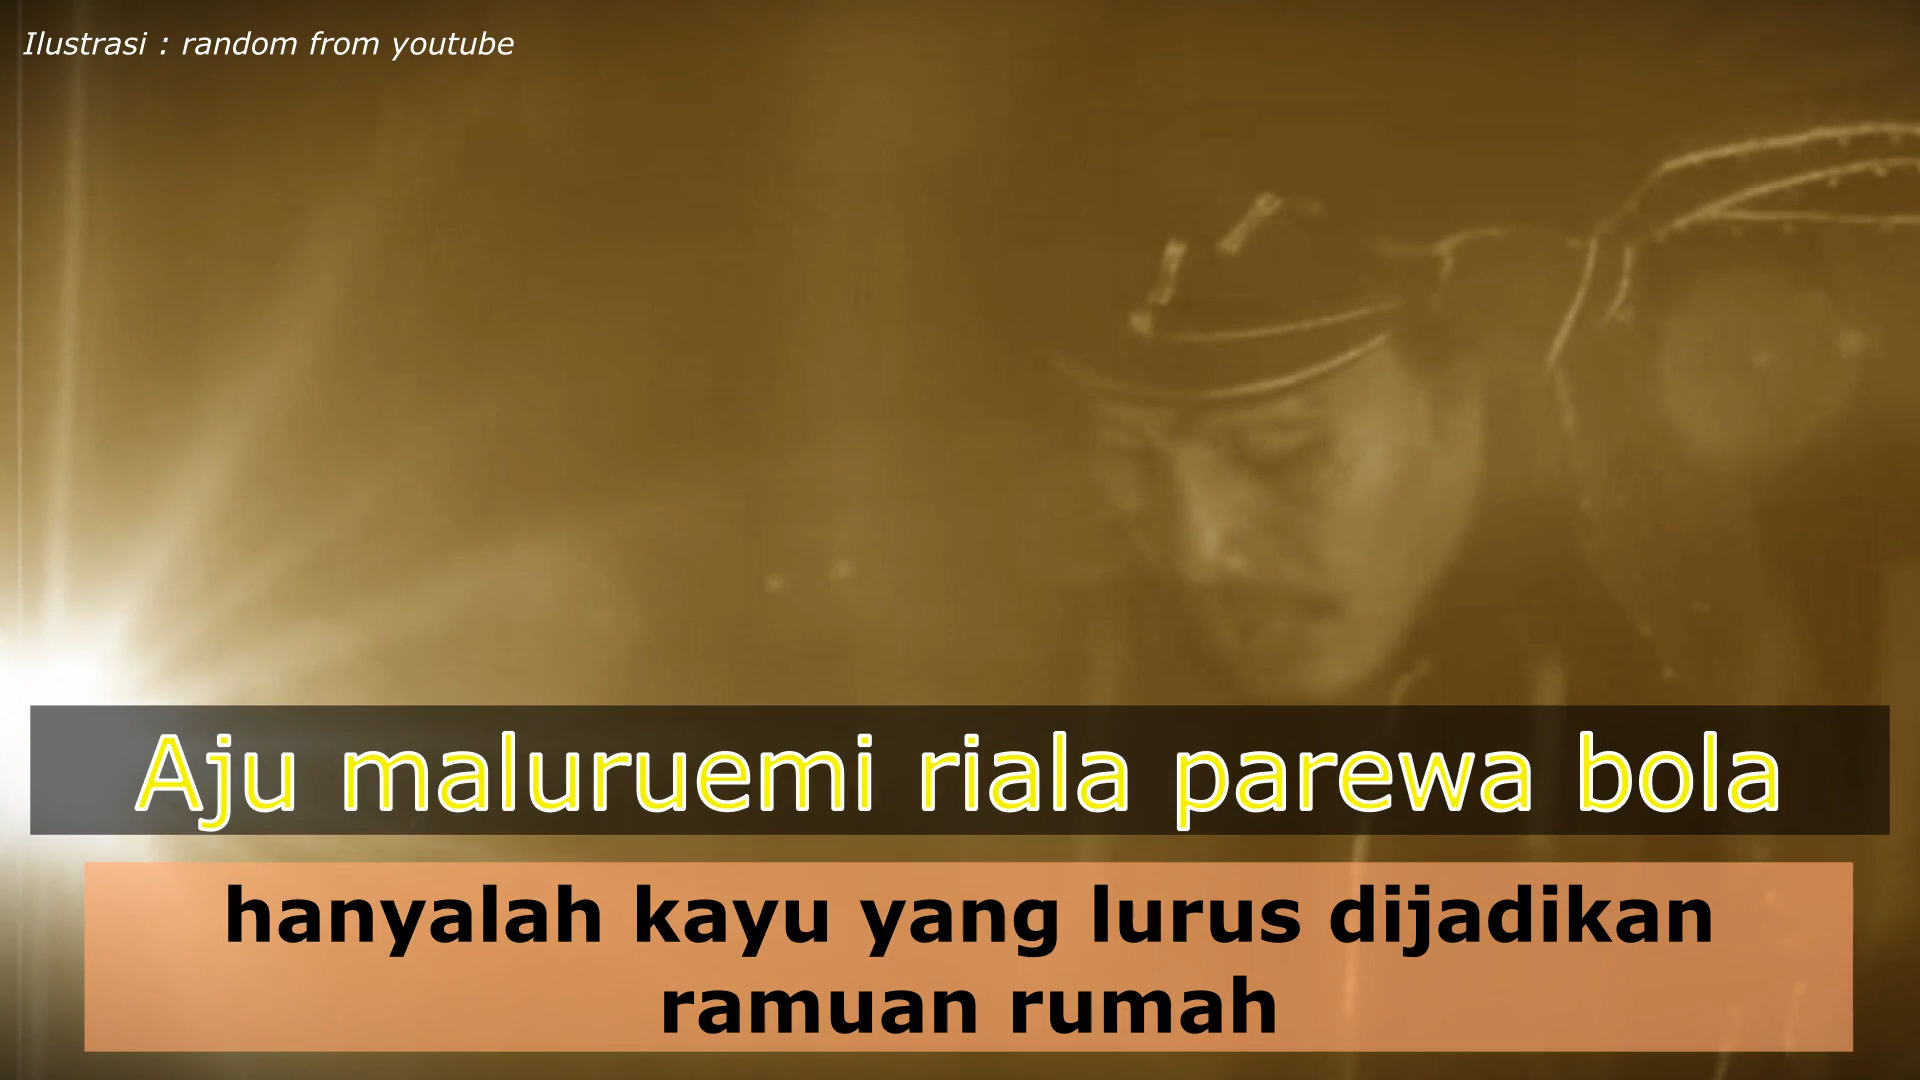 Ilustrasi : random from youtube
Aju maluruemi riala parewa bola
hanyalah kayu yang lurus dijadikan
ramuan rumah